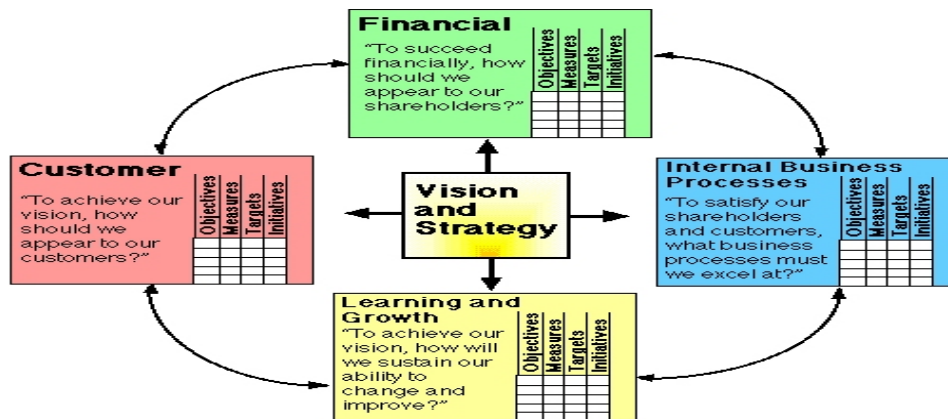 Financial
“To succeed
financially, how
should we
appear to our
shareholders?”
Objectives
Measures
Targets
Initiatives
Customer
“To achieve our
vision, how
should we
appear to our
customers?”
Objectives
Measures
Targets
Initiatives
Vision
and
Strategy
Internal Business
Processes
“To satisfy our
shareholders
and customers,
what business
processes must
we excel at?”
Objectives
Measures
Targets
Initiatives
Learning and
Growth
“To achieve our
vision, how will
we sustain our
ability to
change and
improve?”
Objectives
Measures
Targets
Initiatives